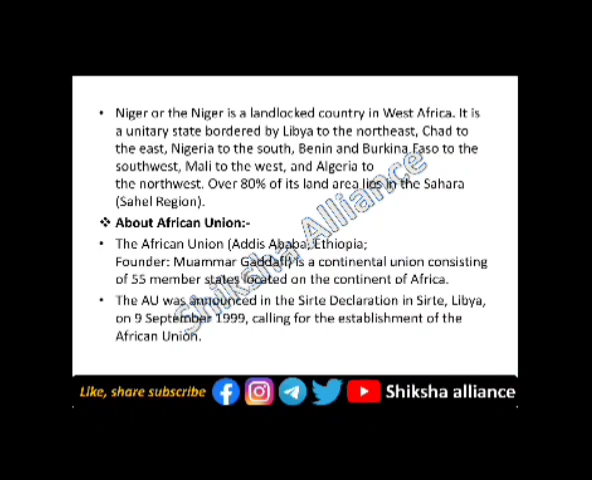 • Niger or the Niger is a landlocked country in West Africa. It is
a unitary state bordered by Libya to the northeast, Chad to
the east, Nigeria to the south, Benin and Burkina Faso to the
southwest, Mali to the west, and Algeria to
the northwest. Over 80% of its land area lies in the Sahara
(Sahel Region).
❖ About African Union:-
• The African Union (Addis Ababa, Ethiopia;
Founder: Muammar Gaddafi) is a continental union consisting
of 55 member states located on the continent of Africa.
• The AU was announced in the Sirte Declaration in Sirte, Libya,
on 9 September 1999, calling for the establishment of the
African Union.
Shiksha Alliance
Like, share subscribe
Shiksha alliance